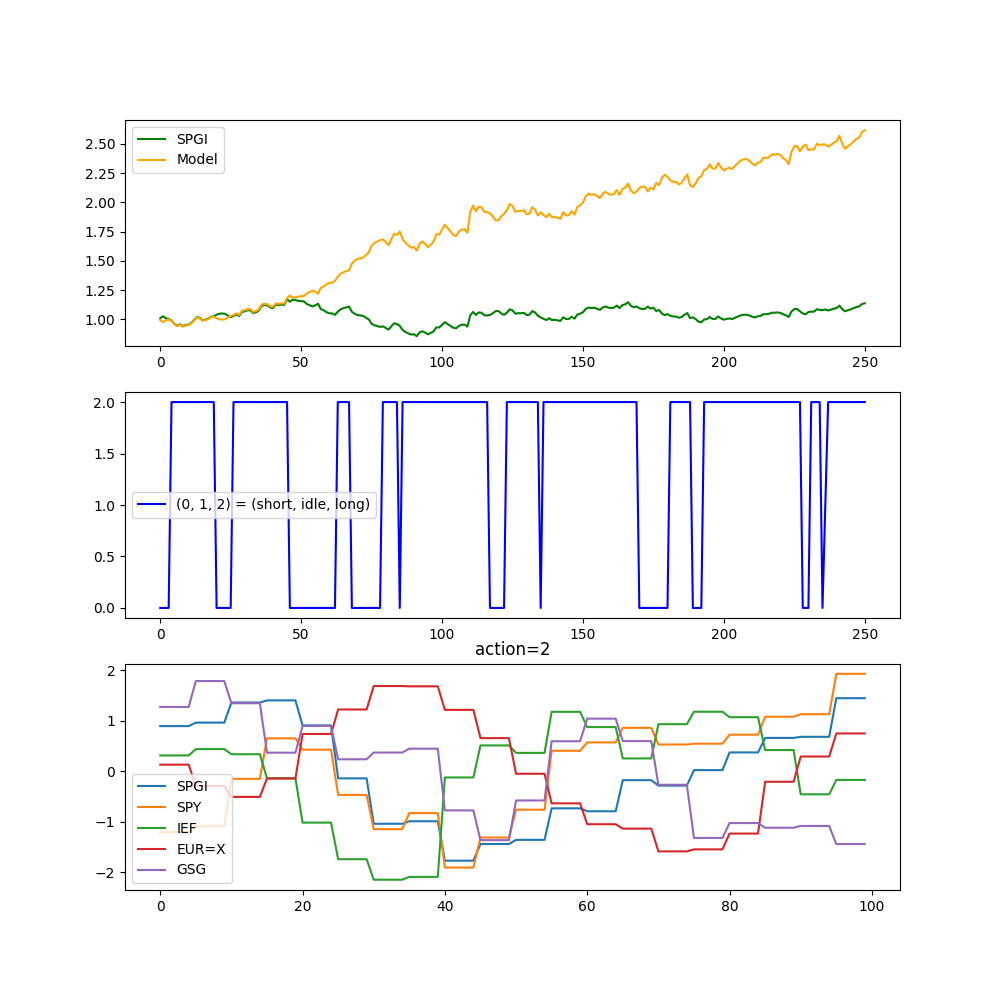 2.50
2.25
2.00
1.75
1.50
1.25
1.00
SPGI
Model
0 50 100 150 200 250
2.0
1.5
1.0
0.5
0.0
(0, 1, 2) = (short, idle, long)
0 50 100 150 200 250
action=2
2
1
0
−1
−2
SPGI
SPY
IEF
EUR=X
GSG
0 20 40 60 80 100